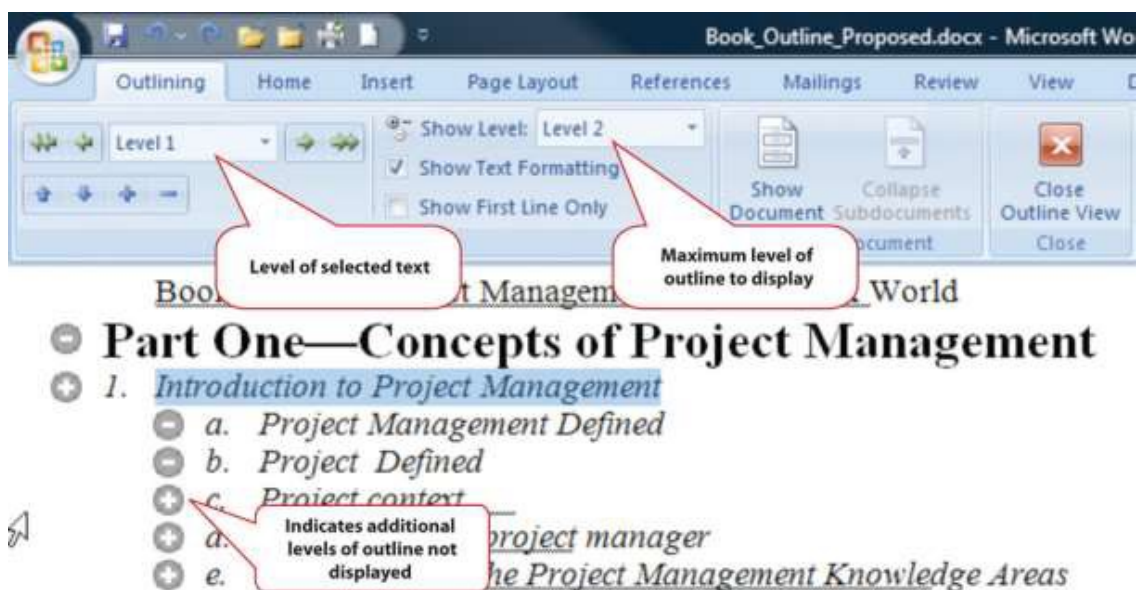 Book_Outline_Proposed.docx - Microsoft Wo
Outlining Home Insert Page Layout References Mailings Review View
Level 1 Show Level: Level 2
Show Text Formatting
Show First Line Only
Show Document Collapse Subdocuments Close Outline View
Close
Level of selected text
Maximum level of outline to display
Boo t Managem World
Part One—Concepts of Project Management
1. Introduction to Project Management
a. Project Management Defined
b. Project Defined
c. Project context
d. project manager
e. he Project Management Knowledge Areas
Indicates additional levels of outline not displayed